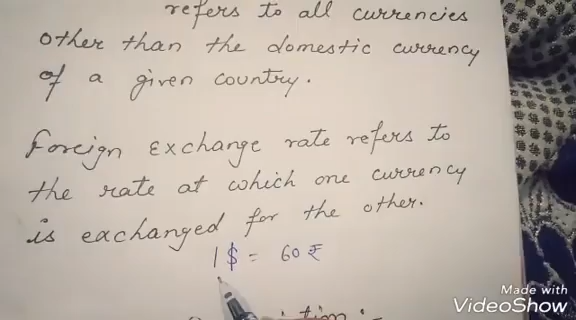 refers to all currencies
other than the domestic currency
of a given country.
Foreign Exchange rate refers to
the rate at which one currency
is exchanged for the other.
1 $ = 60 ₹
Made with
VideoShow